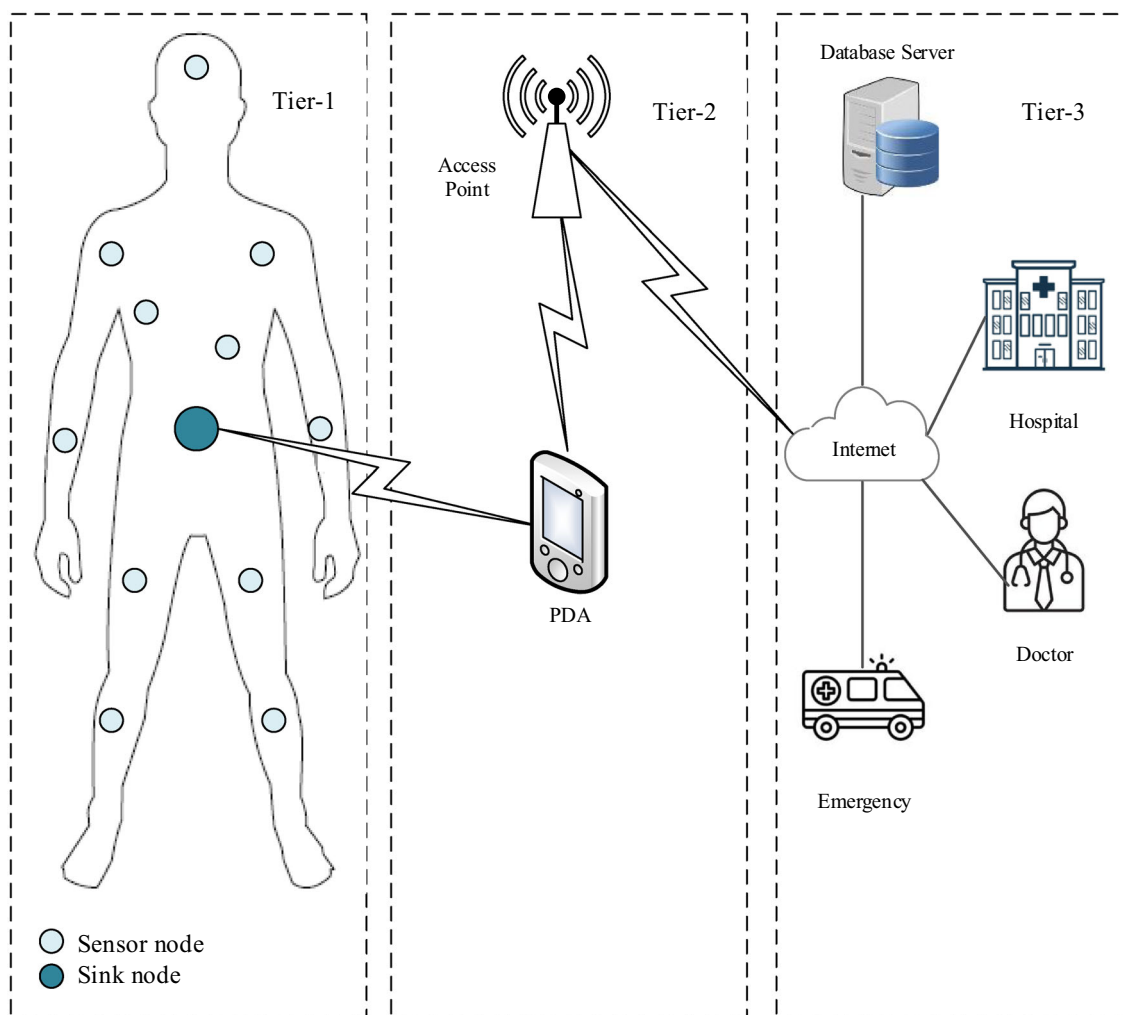 Tier-1
Sensor node
Sink node
Tier-2
Access
Point
PDA
Tier-3
Database Server
Hospital
Internet
Doctor
Emergency